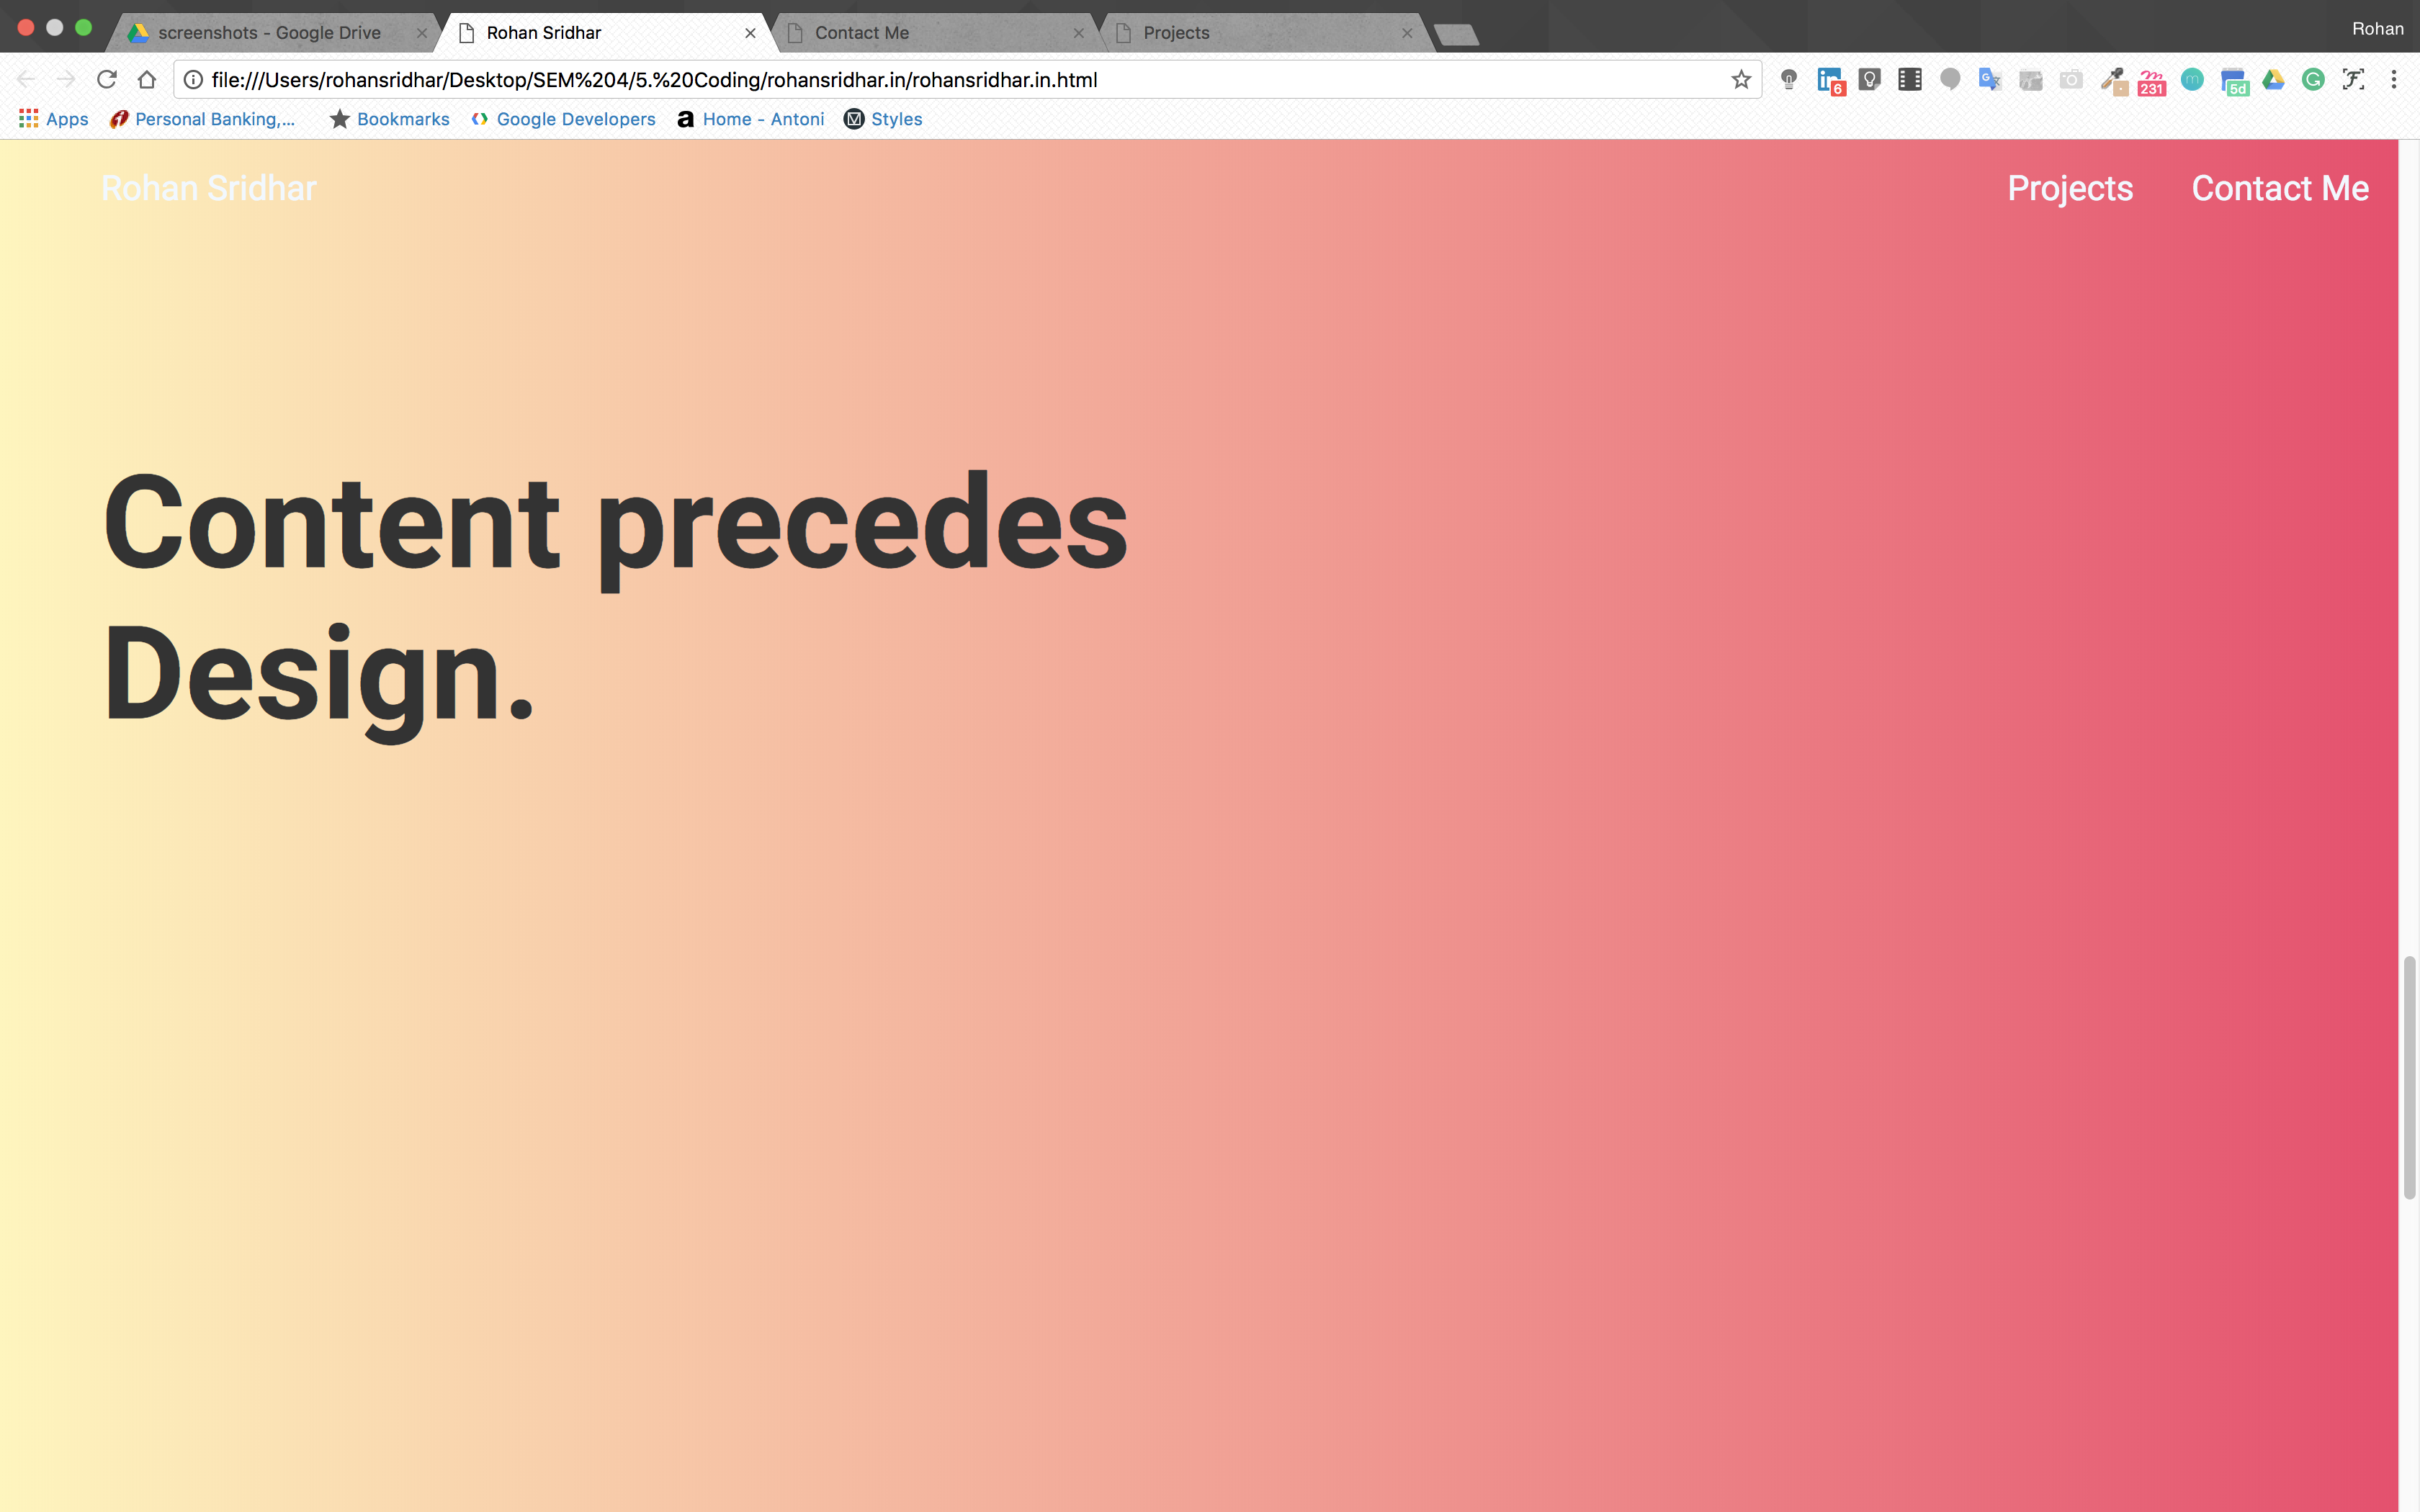 screenshots - Google Drive
Rohan Sridhar
Contact Me
Projects
Rohan
file:///Users/rohansridhar/Desktop/SEM%204/5.%20Coding/rohansridhar.in/rohansridhar.in.html
6
231
5d
Apps
Personal Banking,...
Bookmarks
Google Developers
Home - Antoni
Styles
Rohan Sridhar
Projects
Contact Me
Content precedes
Design.